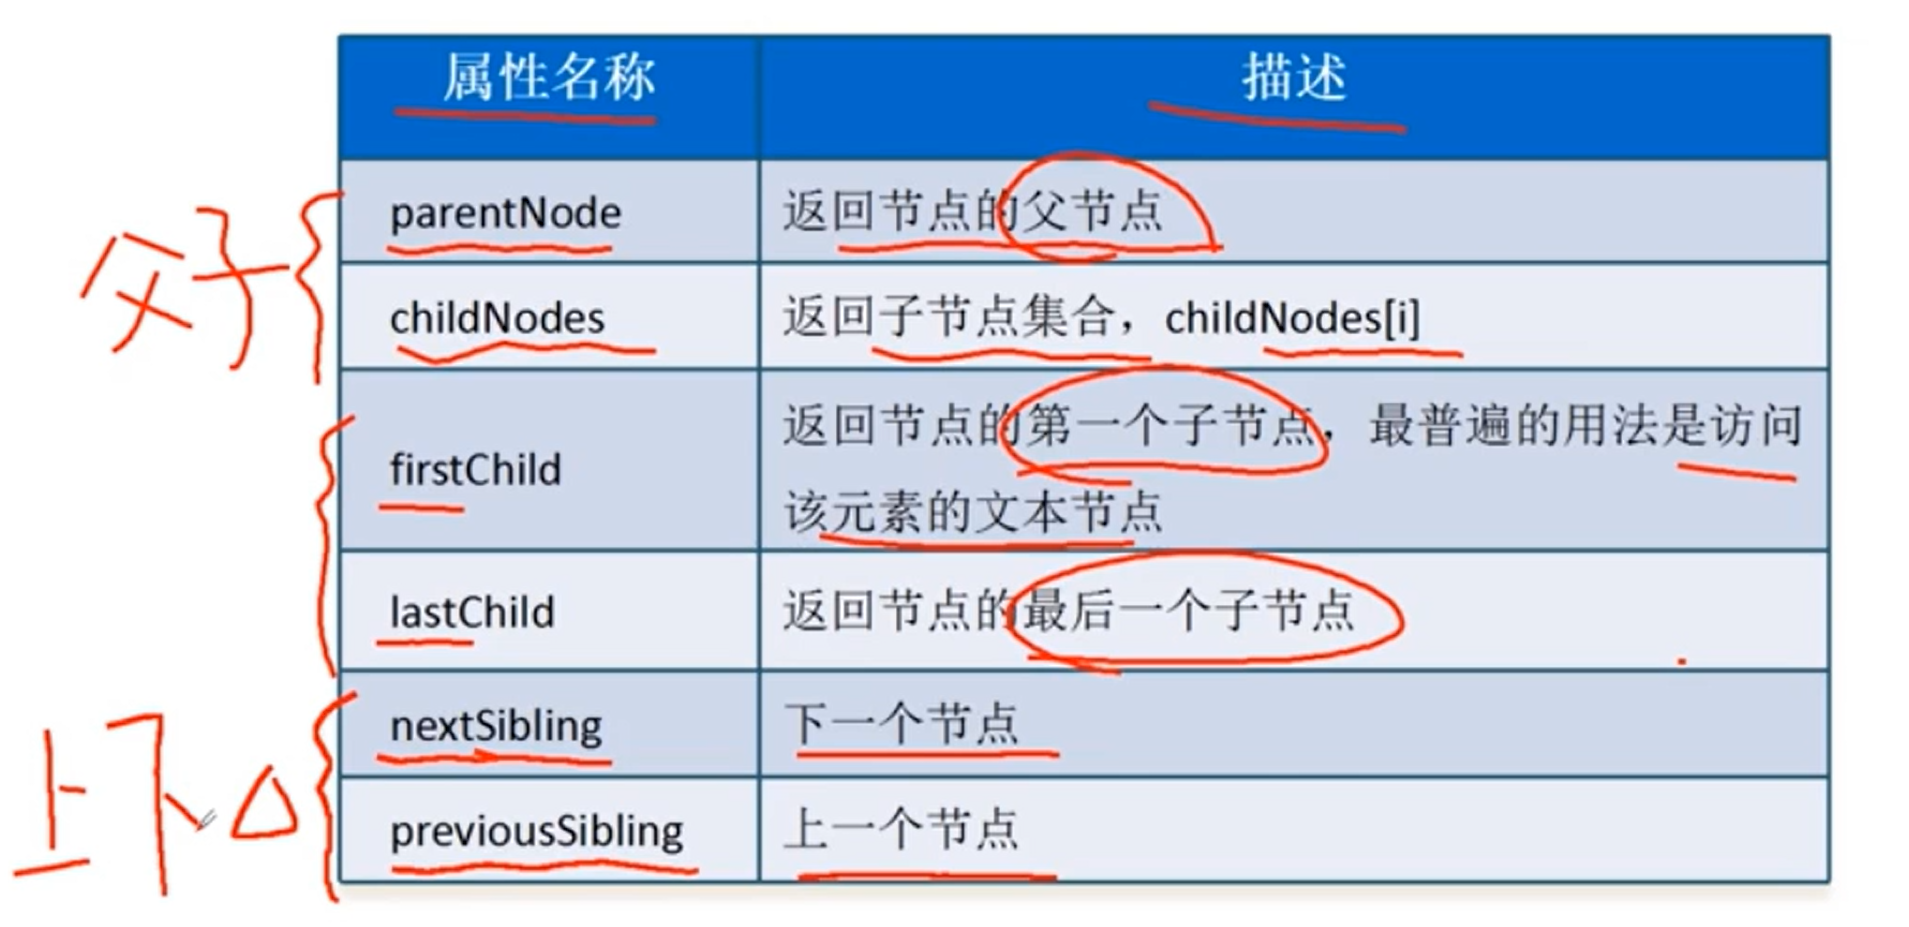 属性名称 描述
父子
parentNode 返回节点的父节点
childNodes 返回子节点集合，childNodes[i]
firstChild 返回节点的第一个子节点，最普遍的用法是访问
该元素的文本节点
lastChild 返回节点的最后一个子节点
上下
nextSibling 下一个节点
previousSibling 上一个节点